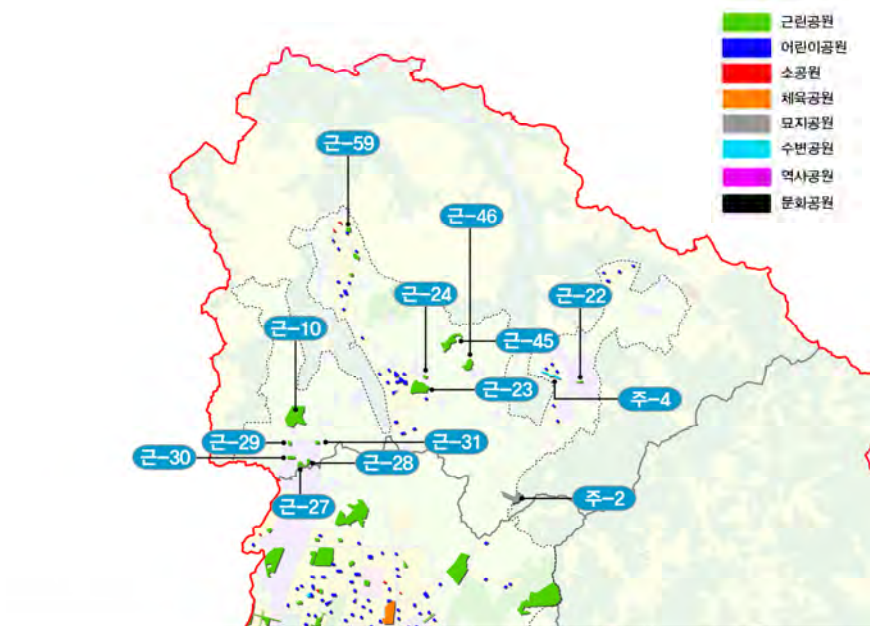 근린공원
어린이공원
소공원
체육공원
묘지공원
수변공원
역사공원
문화공원
근-59
근-46
근-24
근-22
근-10
근-45
근-23
주-4
근-29
근-31
근-30
근-28
주-2
근-27